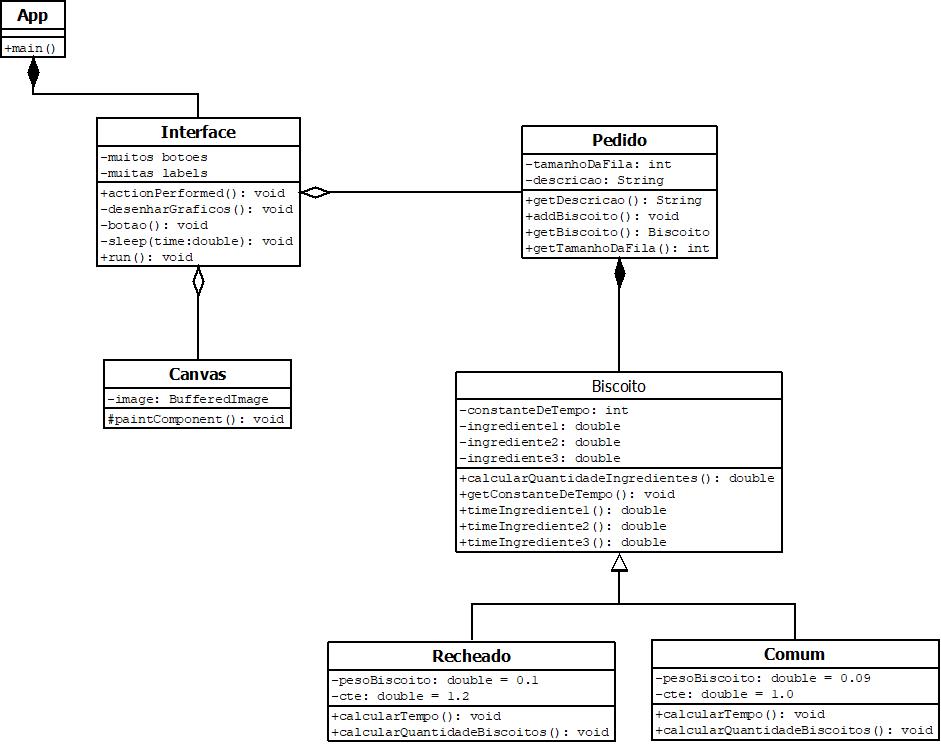 App
+main()
Interface
-muitos botoes
-muitas labels
+actionPerformed(): void
-desenharGraficos(): void
-botao(): void
-sleep(time:double): void
+run(): void
Pedido
-tamanhoDaFila: int
-descricao: String
+getDescricao(): String
+addBiscoito(): void
+getBiscoito(): Biscoito
+getTamanhoDaFila(): int
Canvas
-image: BufferedImage
#paintComponent(): void
Biscoito
-constanteDeTempo: int
-ingrediente1: double
-ingrediente2: double
-ingrediente3: double
+calcularQuantidadeIngredientes(): double
+getConstanteDeTempo(): void
+timeIngrediente1(): double
+timeIngrediente2(): double
+timeIngrediente3(): double
Recheado
-pesoBiscoito: double = 0.1
-cte: double = 1.2
+calcularTempo(): void
+calcularQuantidadeBiscoitos(): void
Comum
-pesoBiscoito: double = 0.09
-cte: double = 1.0
+calcularTempo(): void
+calcularQuantidadeBiscoitos(): void